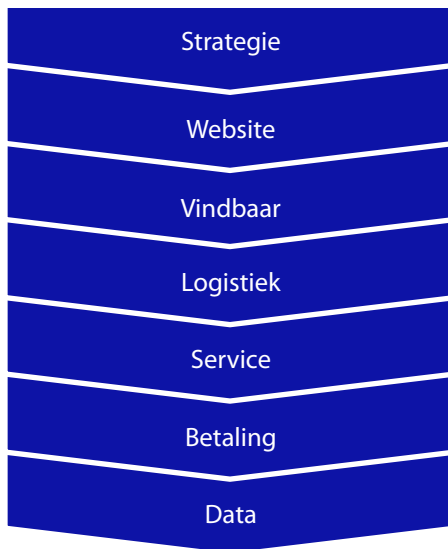 Strategie
Website
Vindbaar
Logistiek
Service
Betaling
Data